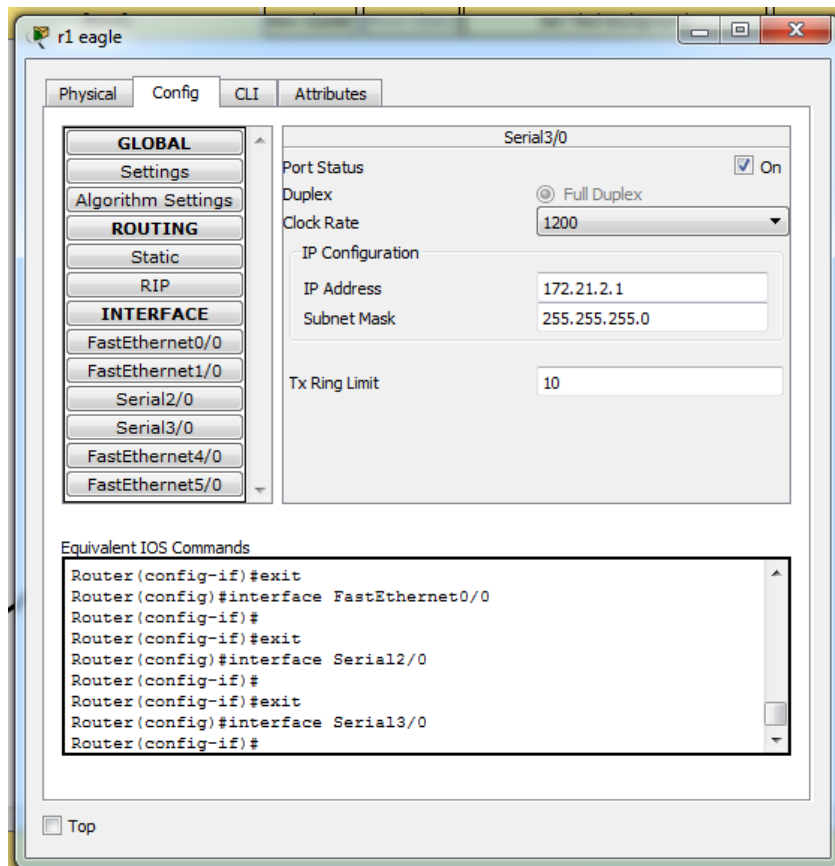 r1 eagle
Physical Config CLI Attributes
GLOBAL
Settings
Algorithm Settings
ROUTING
Static
RIP
INTERFACE
FastEthernet0/0
FastEthernet1/0
Serial2/0
Serial3/0
FastEthernet4/0
FastEthernet5/0
Serial3/0
Port Status On
Duplex Full Duplex
Clock Rate 1200
IP Configuration
IP Address 172.21.2.1
Subnet Mask 255.255.255.0
Tx Ring Limit 10
Equivalent IOS Commands
Router(config-if)#exit
Router(config)#interface FastEthernet0/0
Router(config-if)#
Router(config-if)#exit
Router(config)#interface Serial2/0
Router(config-if)#
Router(config-if)#exit
Router(config)#interface Serial3/0
Router(config-if)#
Top